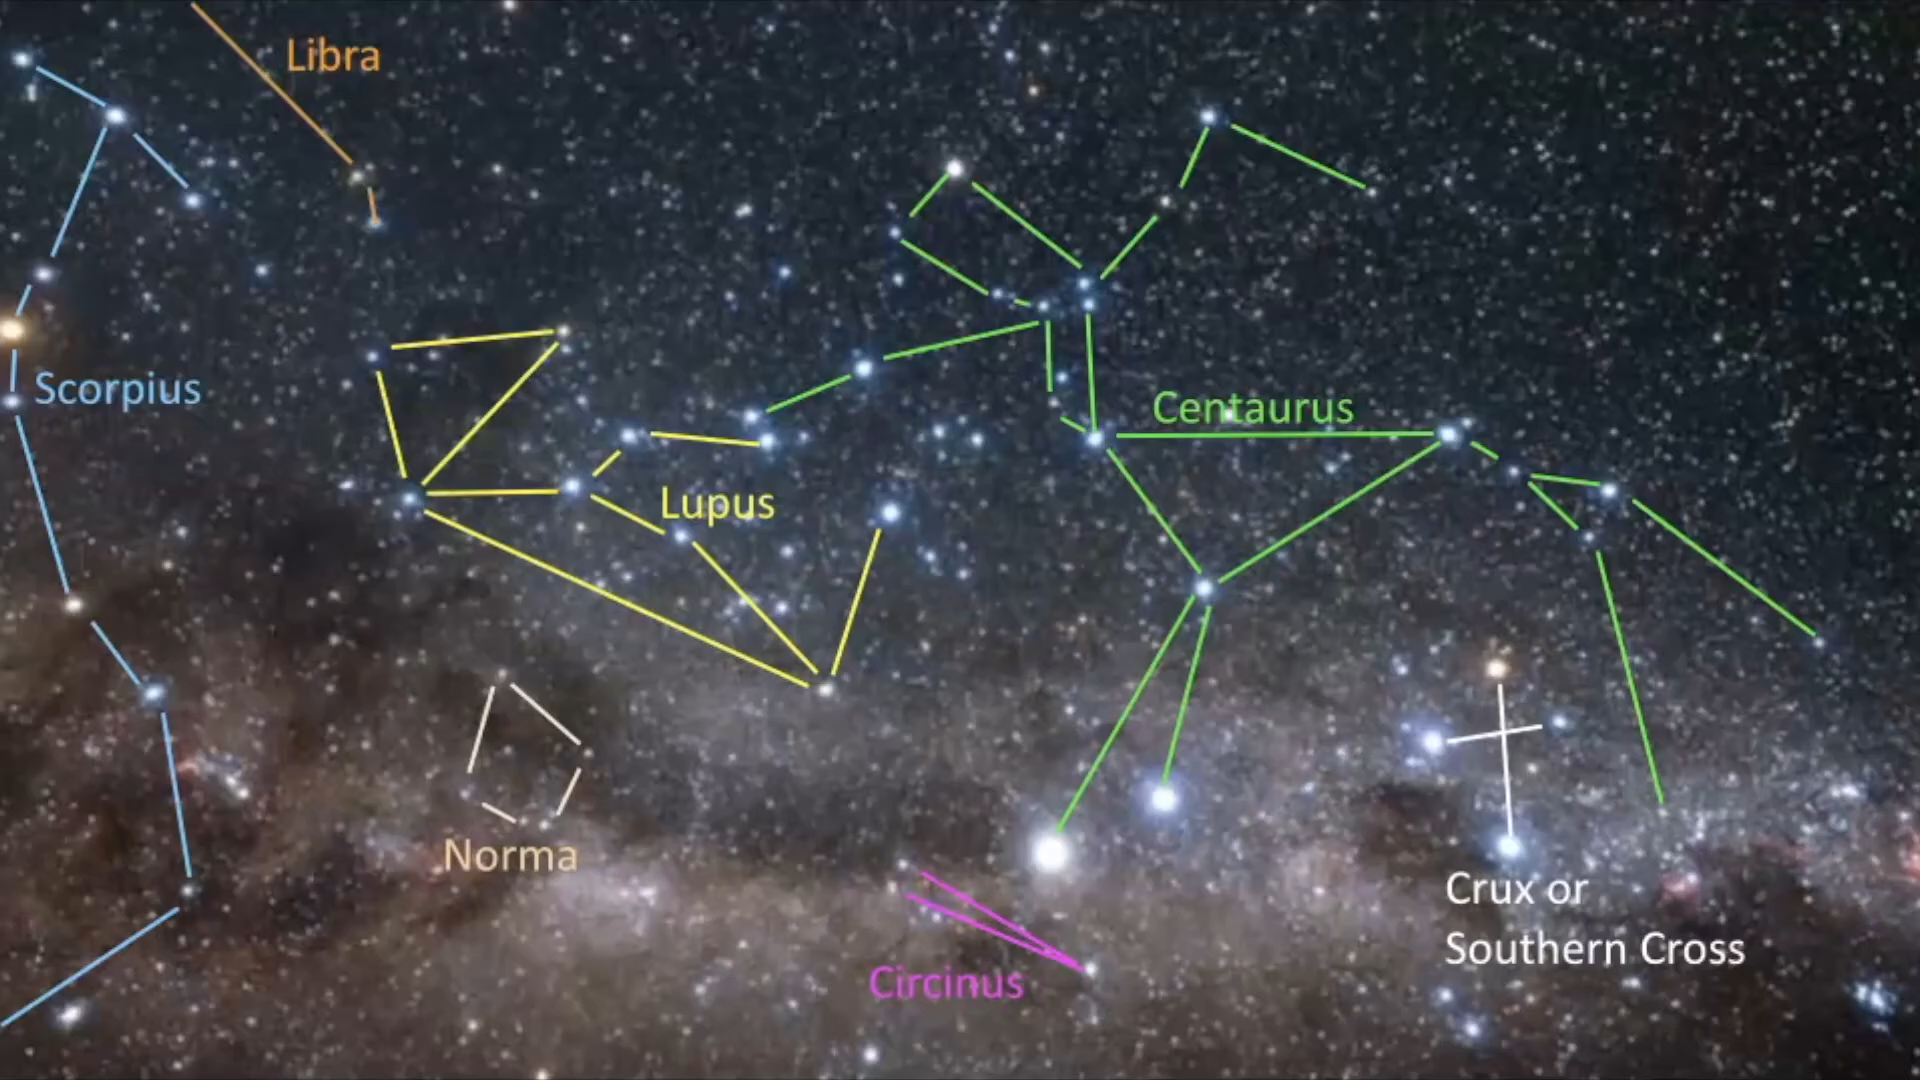 Libra
Scorpius
Centaurus
Lupus
Norma
Crux or
Southern Cross
Circinus